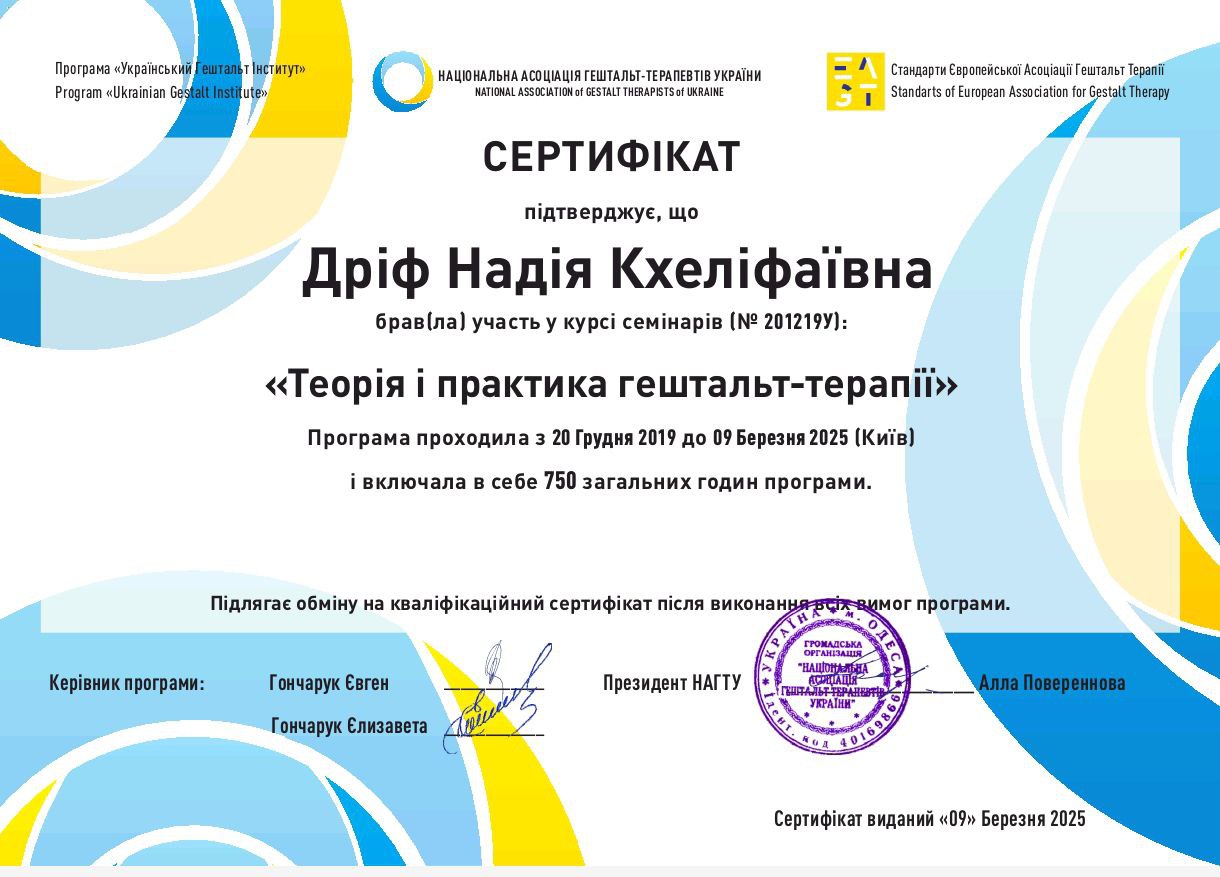 Програма «Український Гештальт Інститут»
Program «Ukrainian Gestalt Institute»
НАЦІОНАЛЬНА АСОЦІАЦІЯ ГЕШТАЛЬТ-ТЕРАПЕВТІВ УКРАЇНИ
NATIONAL ASSOCIATION of GESTALT THERAPISTS of UKRAINE
EA
GT
Стандарти Європейської Асоціації Гештальт Терапії
Standarts of European Association for Gestalt Therapy
СЕРТИФІКАТ
підтверджує, що
Дріф Надія Кхеліфаївна
брав(ла) участь у курсі семінарів (№ 201219У):
«Теорія і практика гештальт-терапії»
Програма проходила з 20 Грудня 2019 до 09 Березня 2025 (Київ)
і включала в себе 750 загальних годин програми.
Підлягає обміну на кваліфікаційний сертифікат після виконання всіх вимог програми.
Керівник програми:
Гончарук Євген
Гончарук Єлизавета
Президент НАГТУ
УКРАЇНА * м. ОДЕСА
ГРОМАДСЬКА
ОРГАНІЗАЦІЯ
"НАЦІОНАЛЬНА
АСОЦІАЦІЯ
ГЕШТАЛЬТ-ТЕРАПЕВТІВ
УКРАЇНИ"
Ідент. код 40169866
Алла Повереннова
Сертифікат виданий «09» Березня 2025